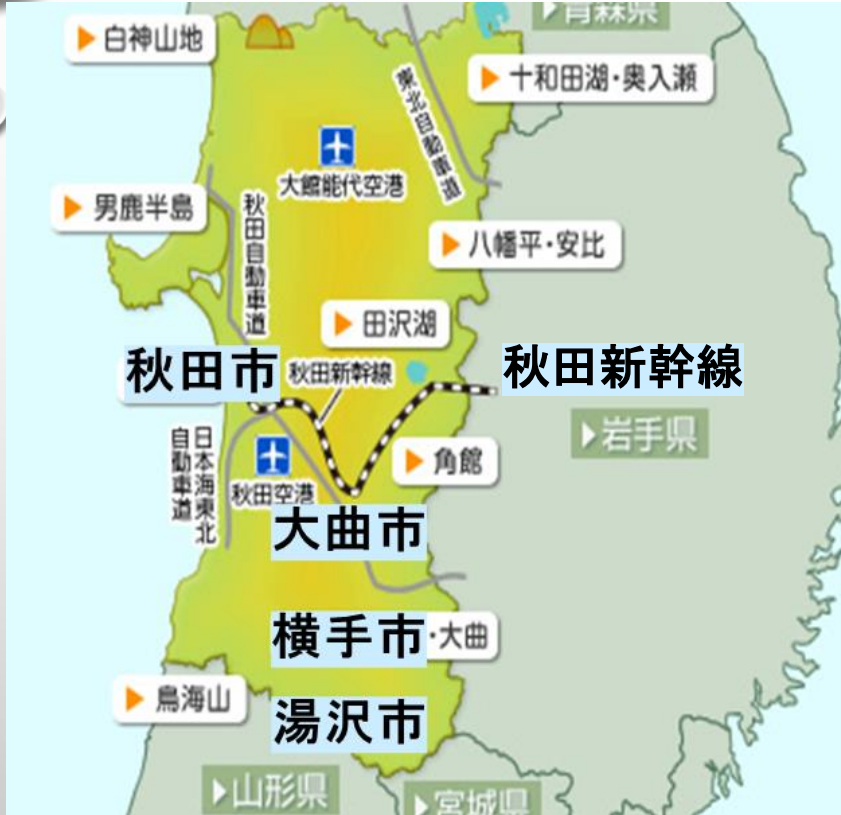 青森県
▶白神山地
▶十和田湖・奥入瀬
東北自動車道
大館能代空港
▶男鹿半島
秋田自動車道
▶八幡平・安比
▶田沢湖
秋田市
秋田新幹線
秋田新幹線
▶岩手県
日本海東北
自動車道
秋田空港
▶角館
大曲市
横手市
・大曲
▶鳥海山
湯沢市
▶山形県
▶宮城県